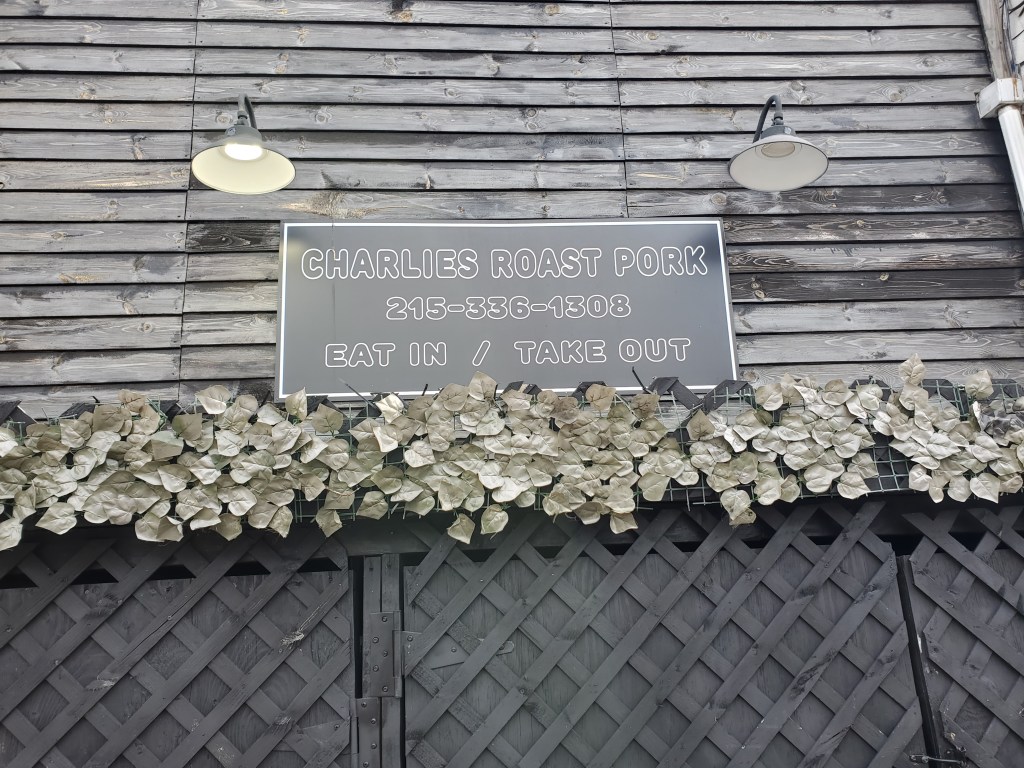 CHARLIES ROAST PORK
215-336-1308
EAT IN / TAKE OUT